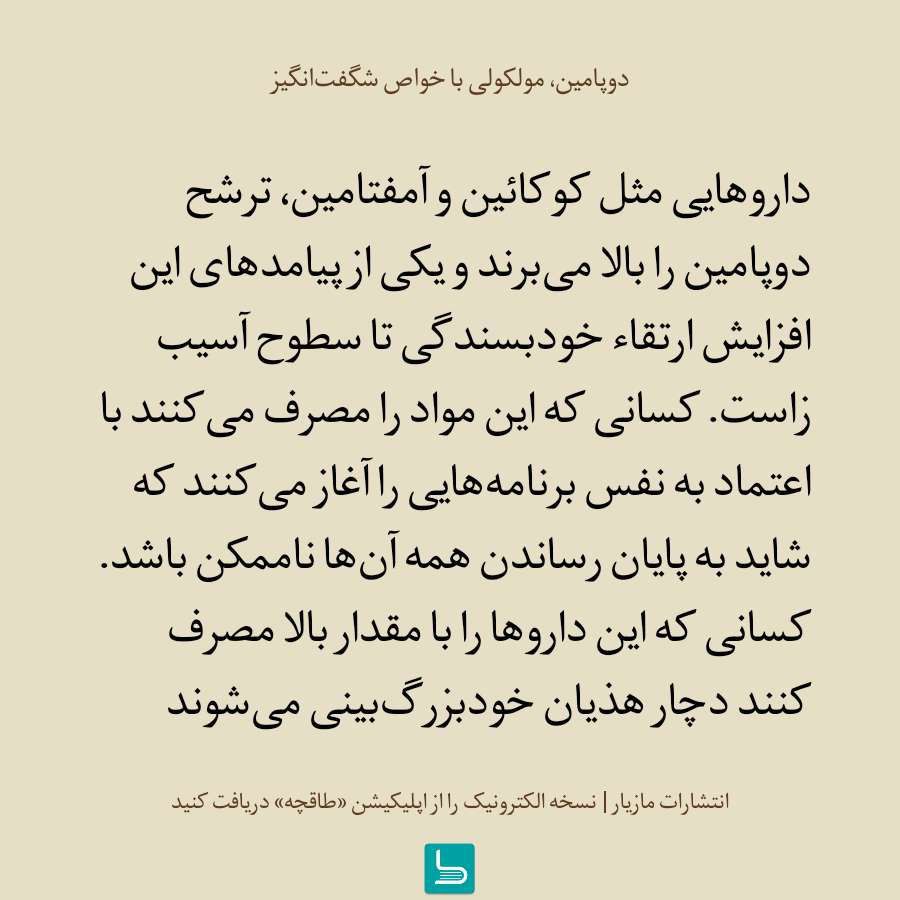 دوپامین، مولکولی با خواص شگفت‌انگیز
داروهایی مثل کوکائین و آمفتامین، ترشح
دوپامین را بالا می‌برند و یکی از پیامدهای این
افزایش ارتقاء خودبسندگی تا سطوح آسیب
زاست. کسانی که این مواد را مصرف می‌کنند با
اعتماد به نفس برنامه‌هایی را آغاز می‌کنند که
شاید به پایان رساندن همه آن‌ها ناممکن باشد.
کسانی که این داروها را با مقدار بالا مصرف
کنند دچار هذیان خودبزرگ‌بینی می‌شوند
انتشارات مازیار | نسخه الکترونیک را از اپلیکیشن «طاقچه» دریافت کنید